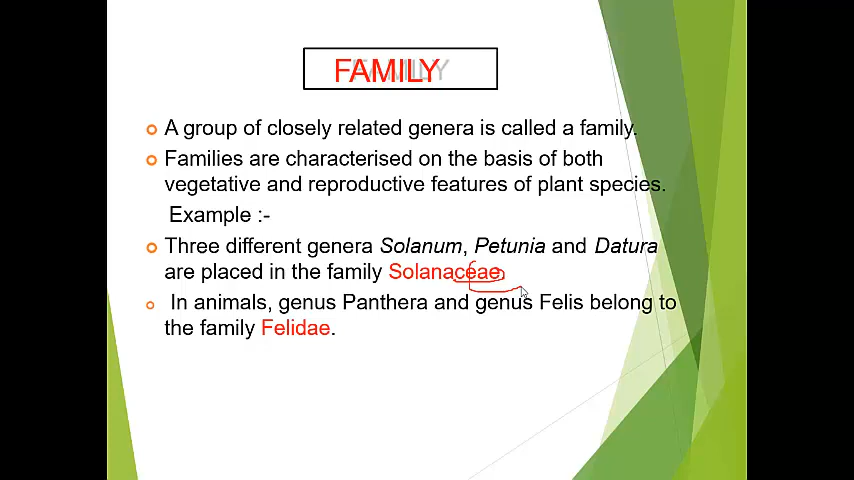 FAMILY
A group of closely related genera is called a family.
Families are characterised on the basis of both
vegetative and reproductive features of plant species.
Example :-
Three different genera Solanum, Petunia and Datura
are placed in the family Solanaceae.
In animals, genus Panthera and genus Felis belong to
the family Felidae.